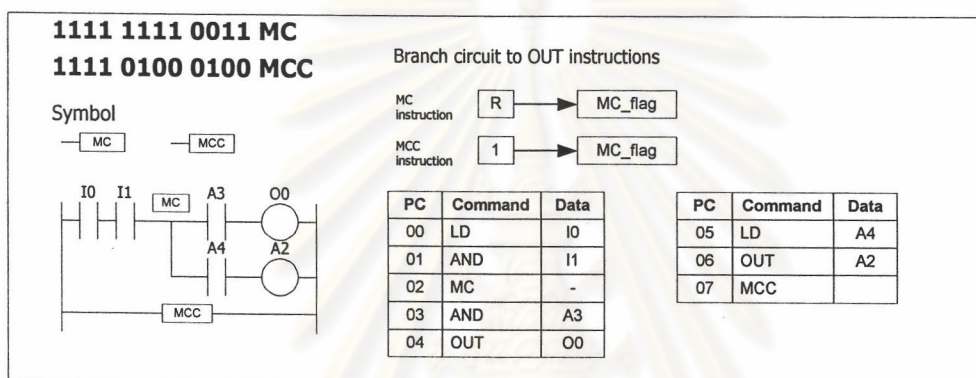 1111 1111 0011 MC
1111 0100 0100 MCC
Branch circuit to OUT instructions
Symbol
MC
MCC
MC instruction
R
MC_flag
MCC instruction
1
MC_flag
I0
I1
MC
A3
O0
A4
A2
MCC
PC Command Data
00 LD I0
01 AND I1
02 MC -
03 AND A3
04 OUT O0
PC Command Data
05 LD A4
06 OUT A2
07 MCC